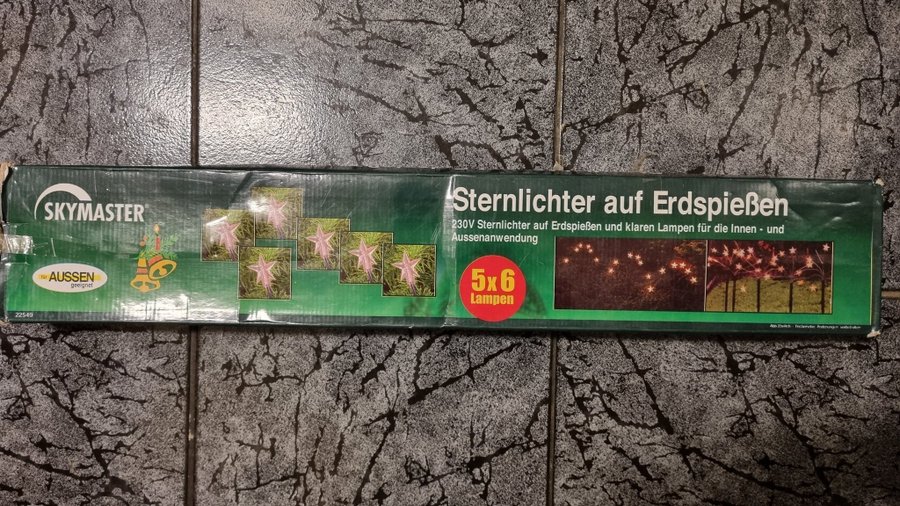 SKYMASTER®
für AUSSEN
geeignet
22549
Sternlichter auf Erdspießen
230V Sternlichter auf Erdspießen und klaren Lampen für die Innen - und
Aussenanwendung
5x6
Lampen